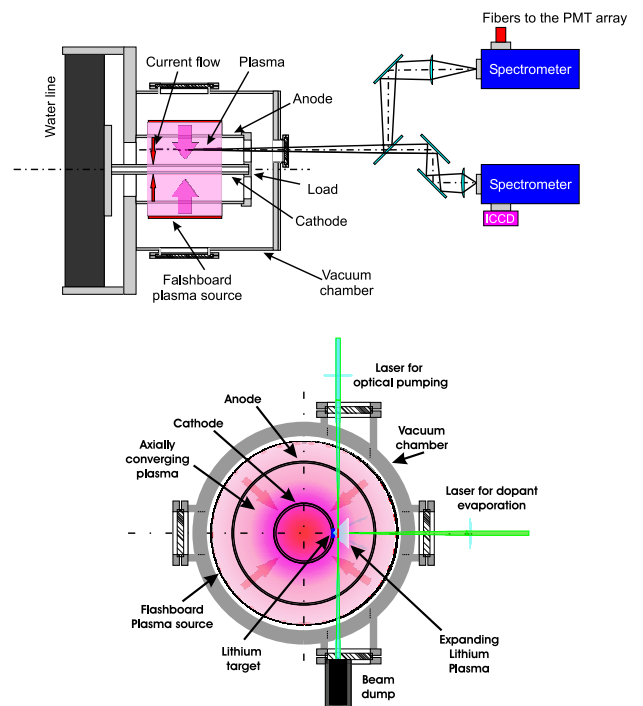 Fibers to the PMT array
Current flow
Plasma
Anode
Water line
Spectrometer
Load
Cathode
Spectrometer
ICCD
Falshboard
plasma source
Vacuum
chamber
Laser for
optical pumping
Anode
Cathode
Vacuum
chamber
Axially
converging
plasma
Laser for dopant
evaporation
Flashboard
Plasma source
Lithium
target
Expanding
Lithium
Plasma
Beam
dump